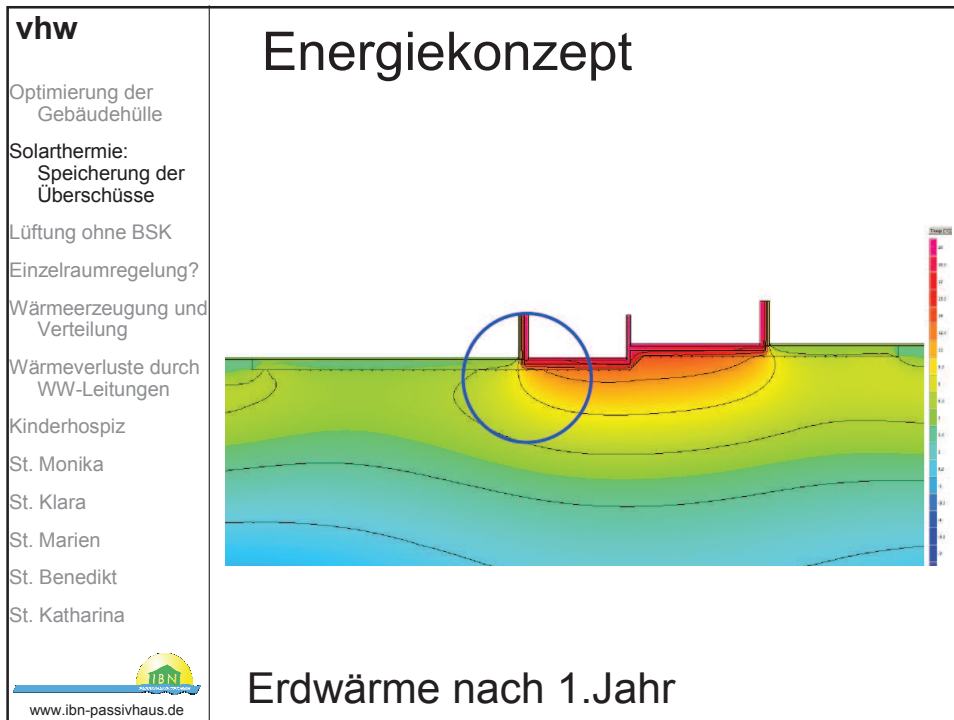 vhw
Energiekonzept
Optimierung der
Gebäudehülle
Solarthermie:
Speicherung der
Überschüsse
Lüftung ohne BSK
Einzelraumregelung?
Wärmeerzeugung und
Verteilung
Wärmeverluste durch
WW-Leitungen
Kinderhospiz
St. Monika
St. Klara
St. Marien
St. Benedikt
St. Katharina
IBN
www.ibn-passivhaus.de
Erdwärme nach 1.Jahr